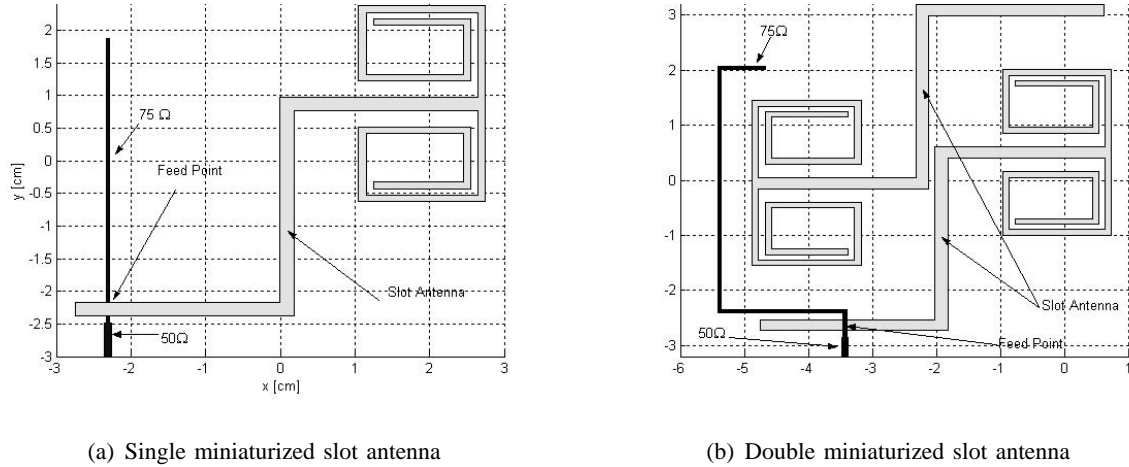 2
1.5
1
0.5
0
-0.5
-1
-1.5
-2
-2.5
-3
y [cm]
75 Ω
Feed Point
Slot Antenna
50Ω
-3
-2
-1
0
1
2
3
x [cm]
(a) Single miniaturized slot antenna
3
2
1
0
-1
-2
-3
75Ω
Slot Antenna
50Ω
Feed Point
-6
-5
-4
-3
-2
-1
0
1
(b) Double miniaturized slot antenna